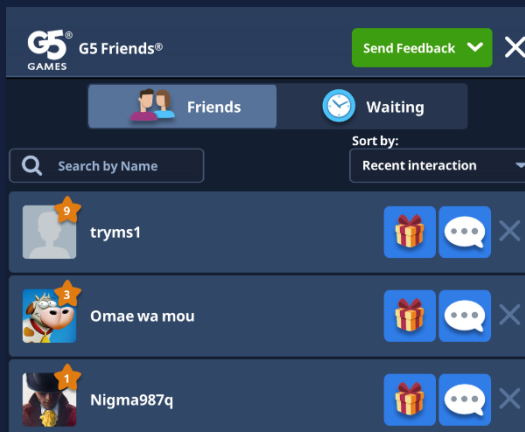 G5®
GAMES
G5 Friends®
Send Feedback
Friends
Waiting
Sort by:
Search by Name
Recent interaction
9
tryms1
3
Omae wa mou
1
Nigma987q